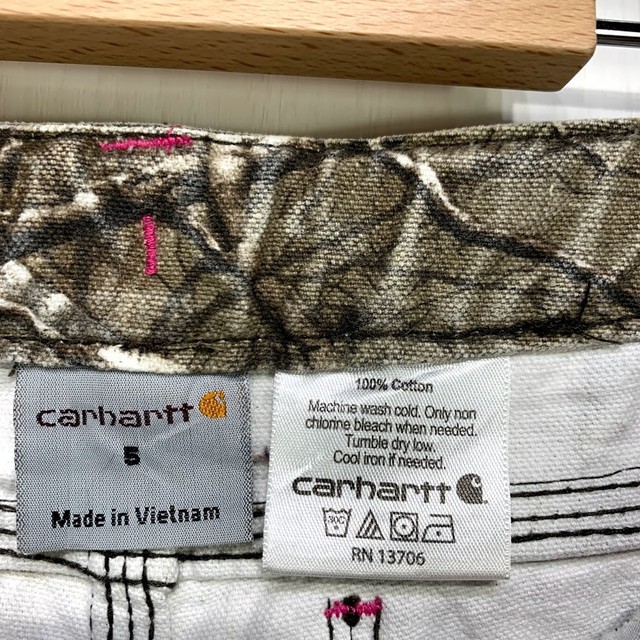 carhartt
5
Made in Vietnam
100% Cotton
Machine wash cold. Only non
chlorine bleach when needed.
Tumble dry low.
Cool iron if needed.
carhartt
30C
RN 13706